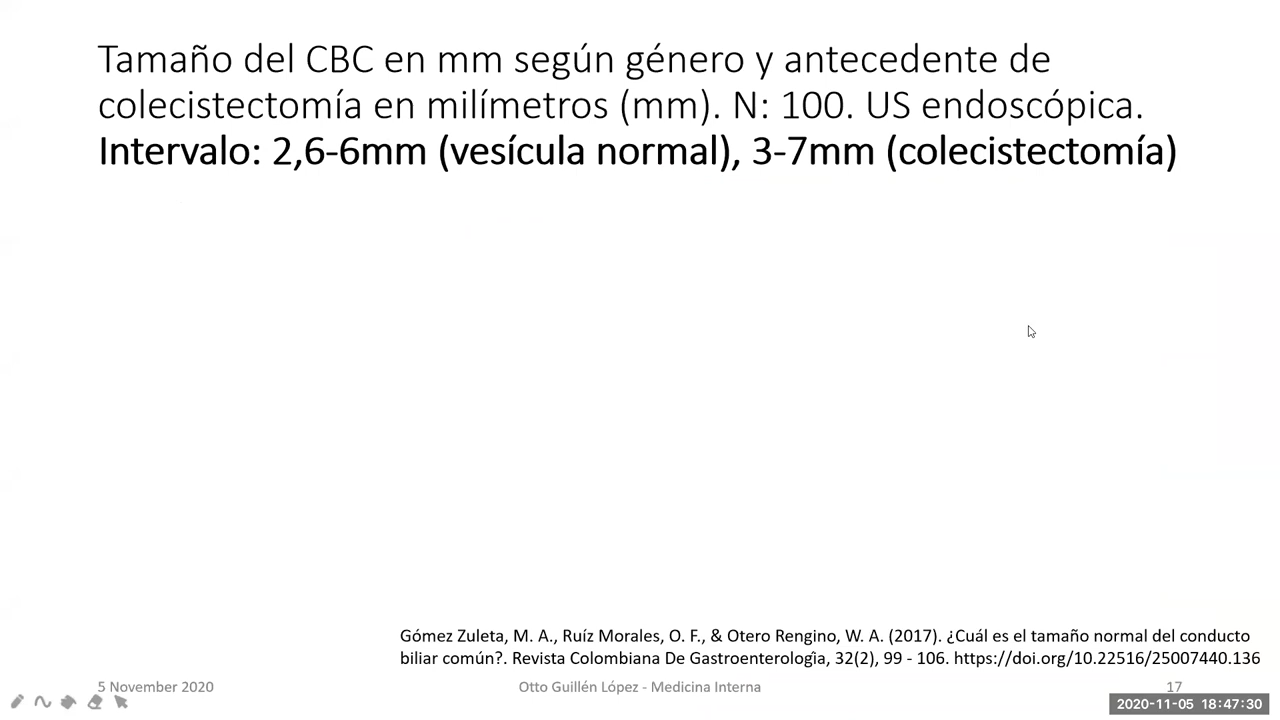 Tamaño del CBC en mm según género y antecedente de
colecistectomía en milímetros (mm). N: 100. US endoscópica.
Intervalo: 2,6-6mm (vesícula normal), 3-7mm (colecistectomía)
Gómez Zuleta, M. A., Ruíz Morales, O. F., & Otero Rengino, W. A. (2017). ¿Cuál es el tamaño normal del conducto
biliar común?. Revista Colombiana De Gastroenterología, 32(2), 99 - 106. https://doi.org/10.22516/25007440.136
5 November 2020
Otto Guillén López - Medicina Interna
17
2020-11-05 18:47:30